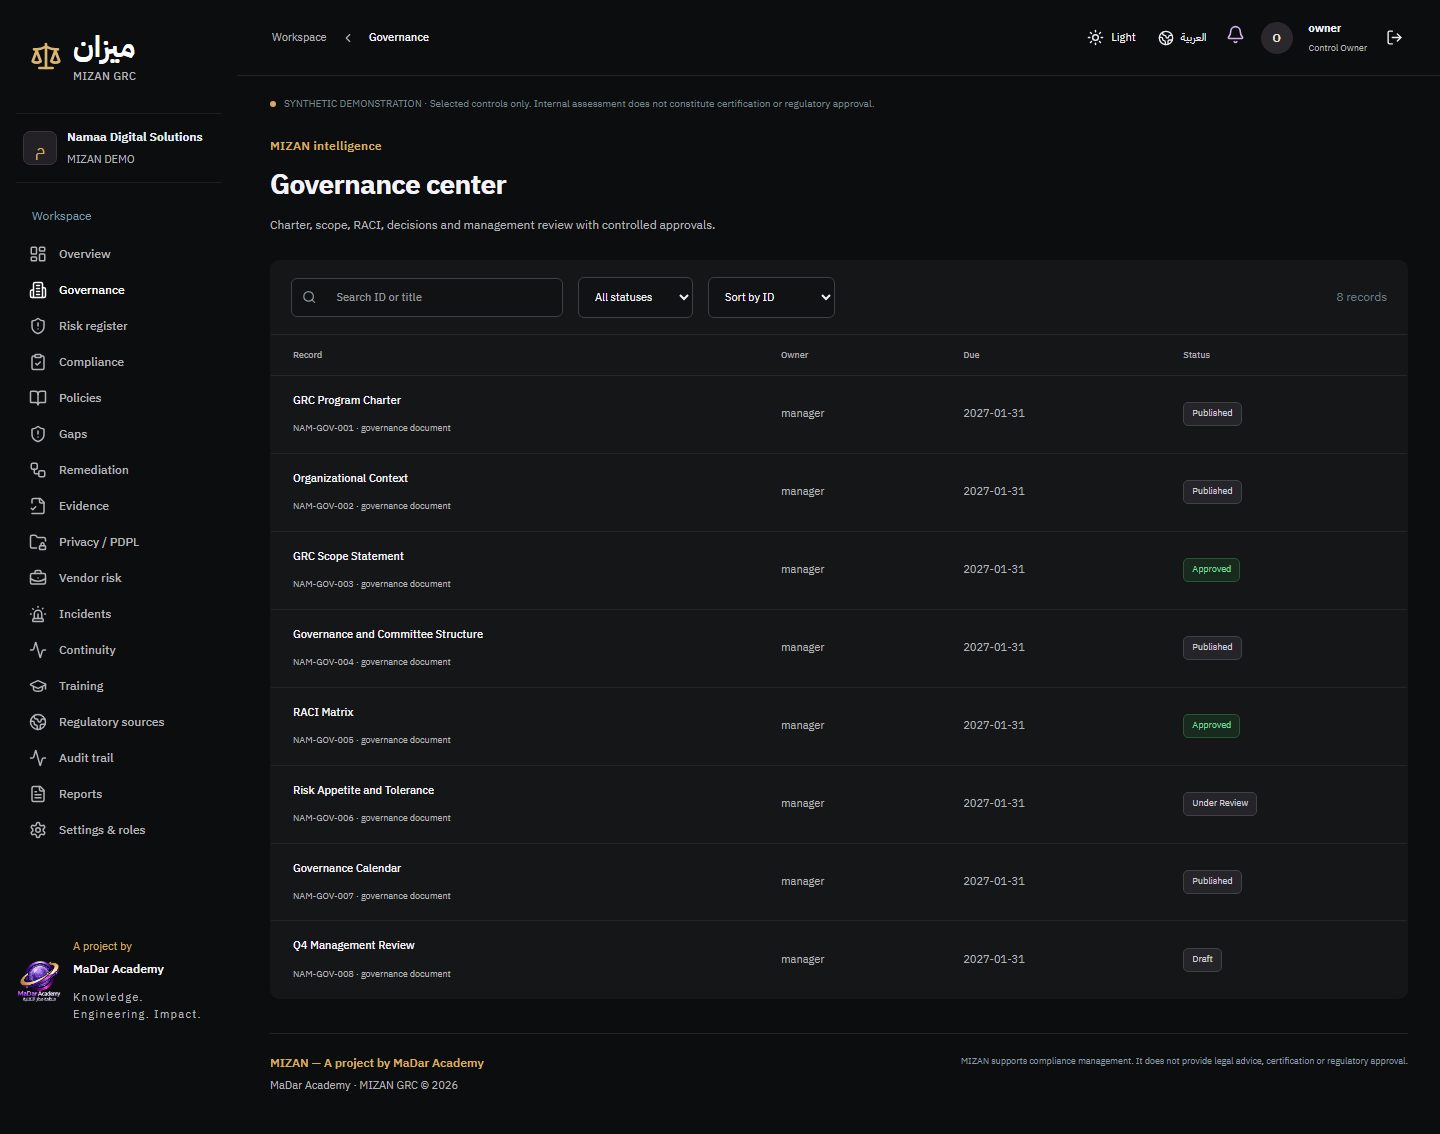 ميزان
MIZAN GRC
م
Namaa Digital Solutions
MIZAN DEMO
Workspace
Overview
Governance
Risk register
Compliance
Policies
Gaps
Remediation
Evidence
Privacy / PDPL
Vendor risk
Incidents
Continuity
Training
Regulatory sources
Audit trail
Reports
Settings & roles
A project by
MaDar Academy
Knowledge.
Engineering. Impact.
MaDar Academy
Workspace
Governance
Light
العربية
O
owner
Control Owner
SYNTHETIC DEMONSTRATION · Selected controls only. Internal assessment does not constitute certification or regulatory approval.
MIZAN intelligence
Governance center
Charter, scope, RACI, decisions and management review with controlled approvals.
Search ID or title
All statuses
Sort by ID
8 records
Record Owner Due Status
GRC Program Charter
NAM-GOV-001 · governance document
manager 2027-01-31 Published
Organizational Context
NAM-GOV-002 · governance document
manager 2027-01-31 Published
GRC Scope Statement
NAM-GOV-003 · governance document
manager 2027-01-31 Approved
Governance and Committee Structure
NAM-GOV-004 · governance document
manager 2027-01-31 Published
RACI Matrix
NAM-GOV-005 · governance document
manager 2027-01-31 Approved
Risk Appetite and Tolerance
NAM-GOV-006 · governance document
manager 2027-01-31 Under Review
Governance Calendar
NAM-GOV-007 · governance document
manager 2027-01-31 Published
Q4 Management Review
NAM-GOV-008 · governance document
manager 2027-01-31 Draft
MIZAN — A project by MaDar Academy
MaDar Academy · MIZAN GRC © 2026
MIZAN supports compliance management. It does not provide legal advice, certification or regulatory approval.